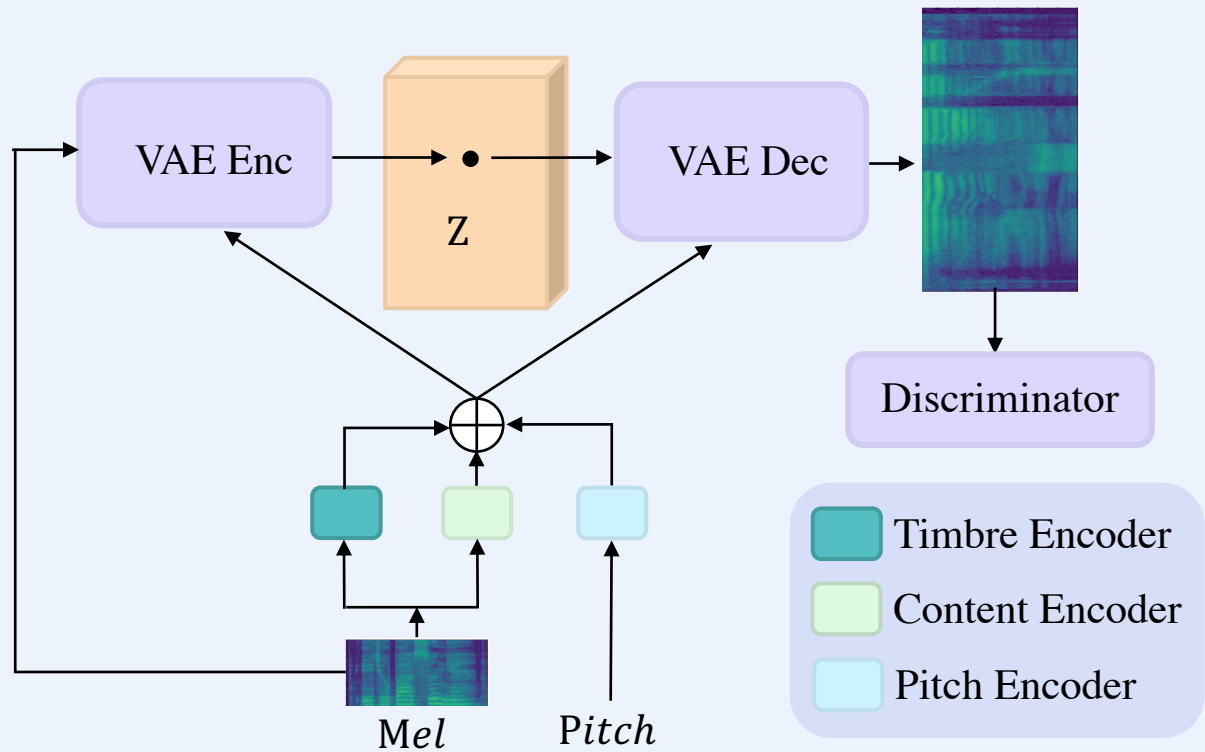 VAE Enc
Z
VAE Dec
Discriminator
Timbre Encoder
Content Encoder
Pitch Encoder
Mel
Pitch